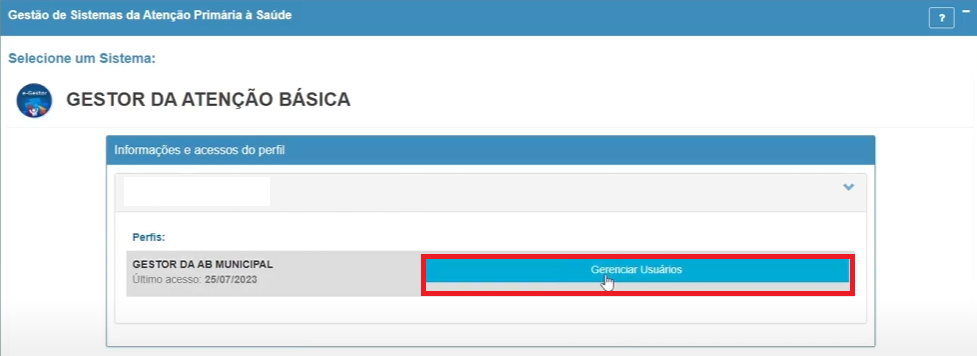 Gestão de Sistemas da Atenção Primária à Saúde
?
Selecione um Sistema:
e-Gestor
GESTOR DA ATENÇÃO BÁSICA
Informações e acessos do perfil
Perfis:
GESTOR DA AB MUNICIPAL
Último acesso: 25/07/2023
Gerenciar Usuários